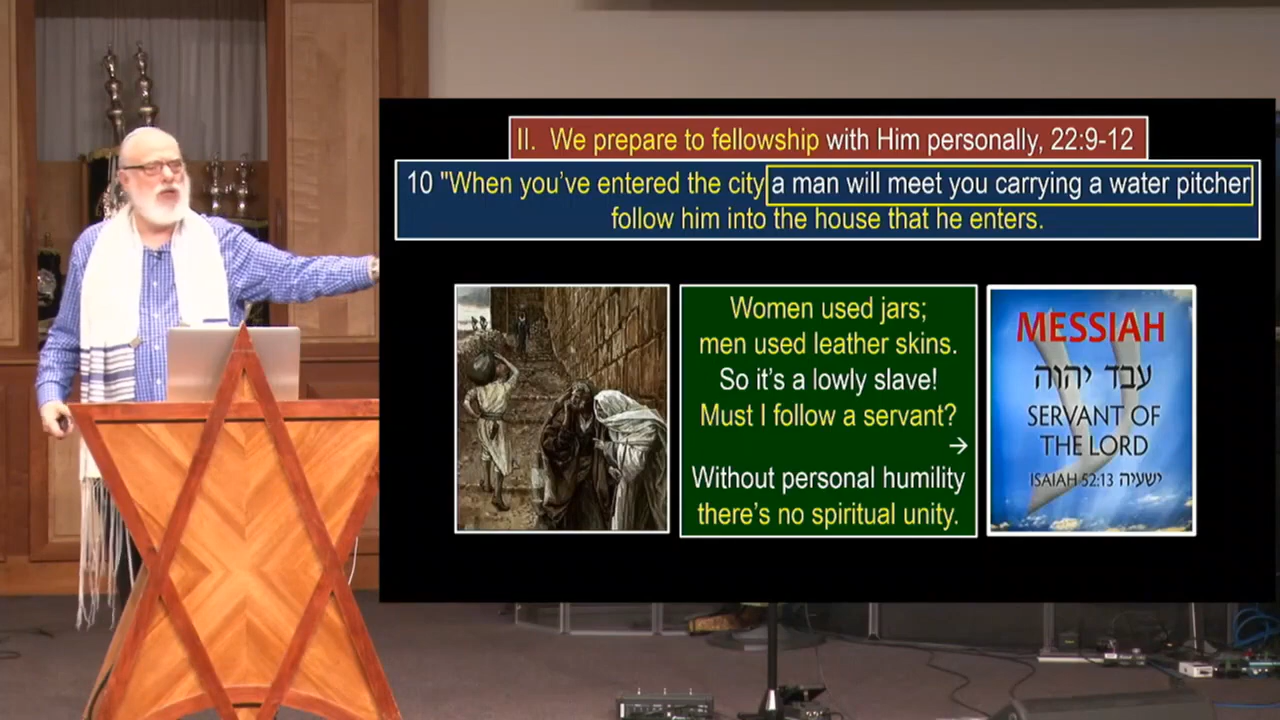 II. We prepare to fellowship with Him personally, 22:9-12
10 "When you've entered the city a man will meet you carrying a water pitcher
follow him into the house that he enters.
Women used jars;
men used leather skins.
So it's a lowly slave!
Must I follow a servant?
→
Without personal humility
there's no spiritual unity.
MESSIAH
עבד יהוה
SERVANT OF
THE LORD
ISAIAH 52:13 ישעיה